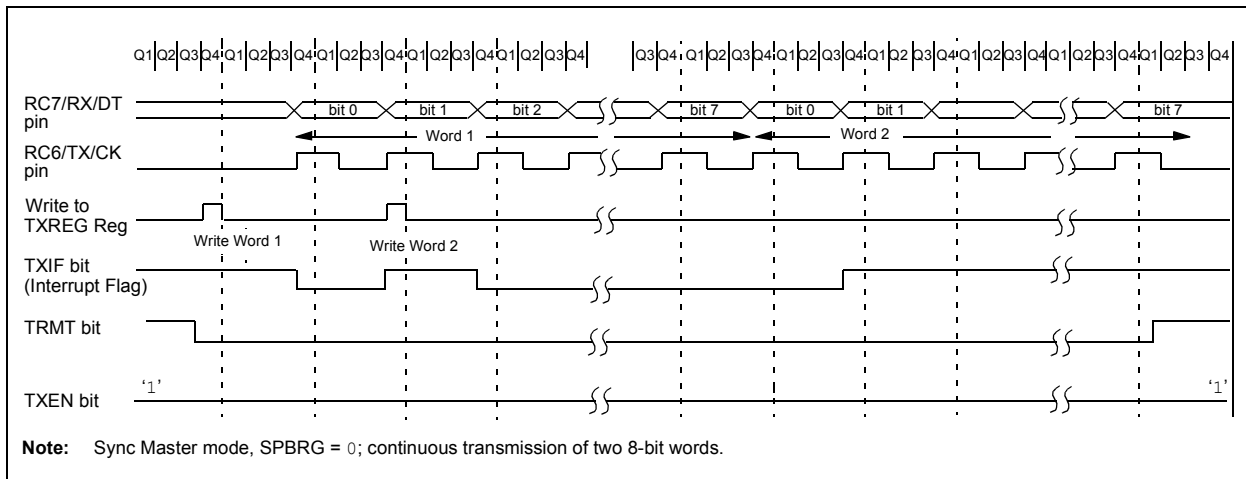 Q1 Q2 Q3 Q4 Q1 Q2 Q3 Q4 Q1 Q2 Q3 Q4 Q1 Q2 Q3 Q4 Q1 Q2 Q3 Q4 Q3 Q4 Q1 Q2 Q3 Q4 Q1 Q2 Q3 Q4 Q1 Q2 Q3 Q4 Q1 Q2 Q3 Q4 Q1 Q2 Q3 Q4 Q1 Q2 Q3 Q4
RC7/RX/DT
pin
bit 0 bit 1 bit 2 bit 7 bit 0 bit 1 bit 7
Word 1 Word 2
RC6/TX/CK
pin
Write to
TXREG Reg
Write Word 1 Write Word 2
TXIF bit
(Interrupt Flag)
TRMT bit
‘1’ ‘1’
TXEN bit
Note: Sync Master mode, SPBRG = 0; continuous transmission of two 8-bit words.